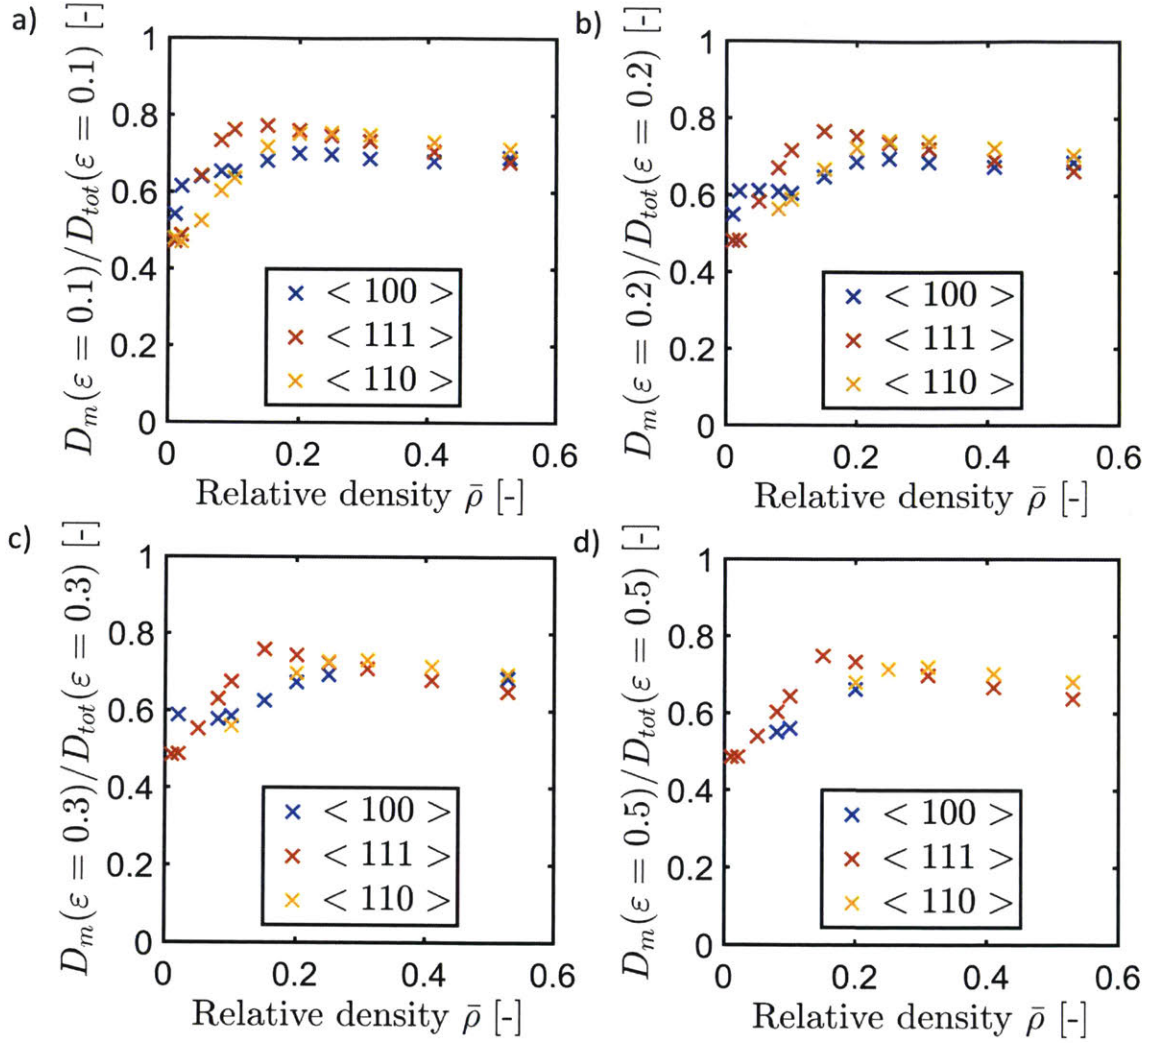 a)
D_m(ε = 0.1)/D_tot(ε = 0.1) [-]
1
0.8
0.6
0.4
0.2
0
0 0.2 0.4 0.6
Relative density ρ̄ [-]
< 100 >
< 111 >
< 110 >
b)
D_m(ε = 0.2)/D_tot(ε = 0.2) [-]
1
0.8
0.6
0.4
0.2
0
0 0.2 0.4 0.6
Relative density ρ̄ [-]
< 100 >
< 111 >
< 110 >
c)
D_m(ε = 0.3)/D_tot(ε = 0.3) [-]
1
0.8
0.6
0.4
0.2
0
0 0.2 0.4 0.6
Relative density ρ̄ [-]
< 100 >
< 111 >
< 110 >
d)
D_m(ε = 0.5)/D_tot(ε = 0.5) [-]
1
0.8
0.6
0.4
0.2
0
0 0.2 0.4 0.6
Relative density ρ̄ [-]
< 100 >
< 111 >
< 110 >